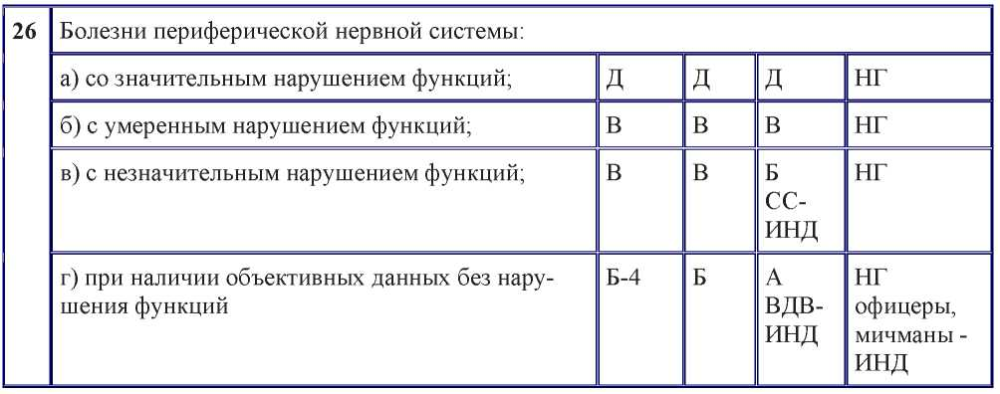 26 Болезни периферической нервной системы:
а) со значительным нарушением функций; Д Д Д НГ
б) с умеренным нарушением функций; В В В НГ
в) с незначительным нарушением функций; В В Б НГ
СС-
ИНД
г) при наличии объективных данных без нару- Б-4 Б А НГ
шения функций ВДВ- офицеры,
ИНД мичманы -
ИНД